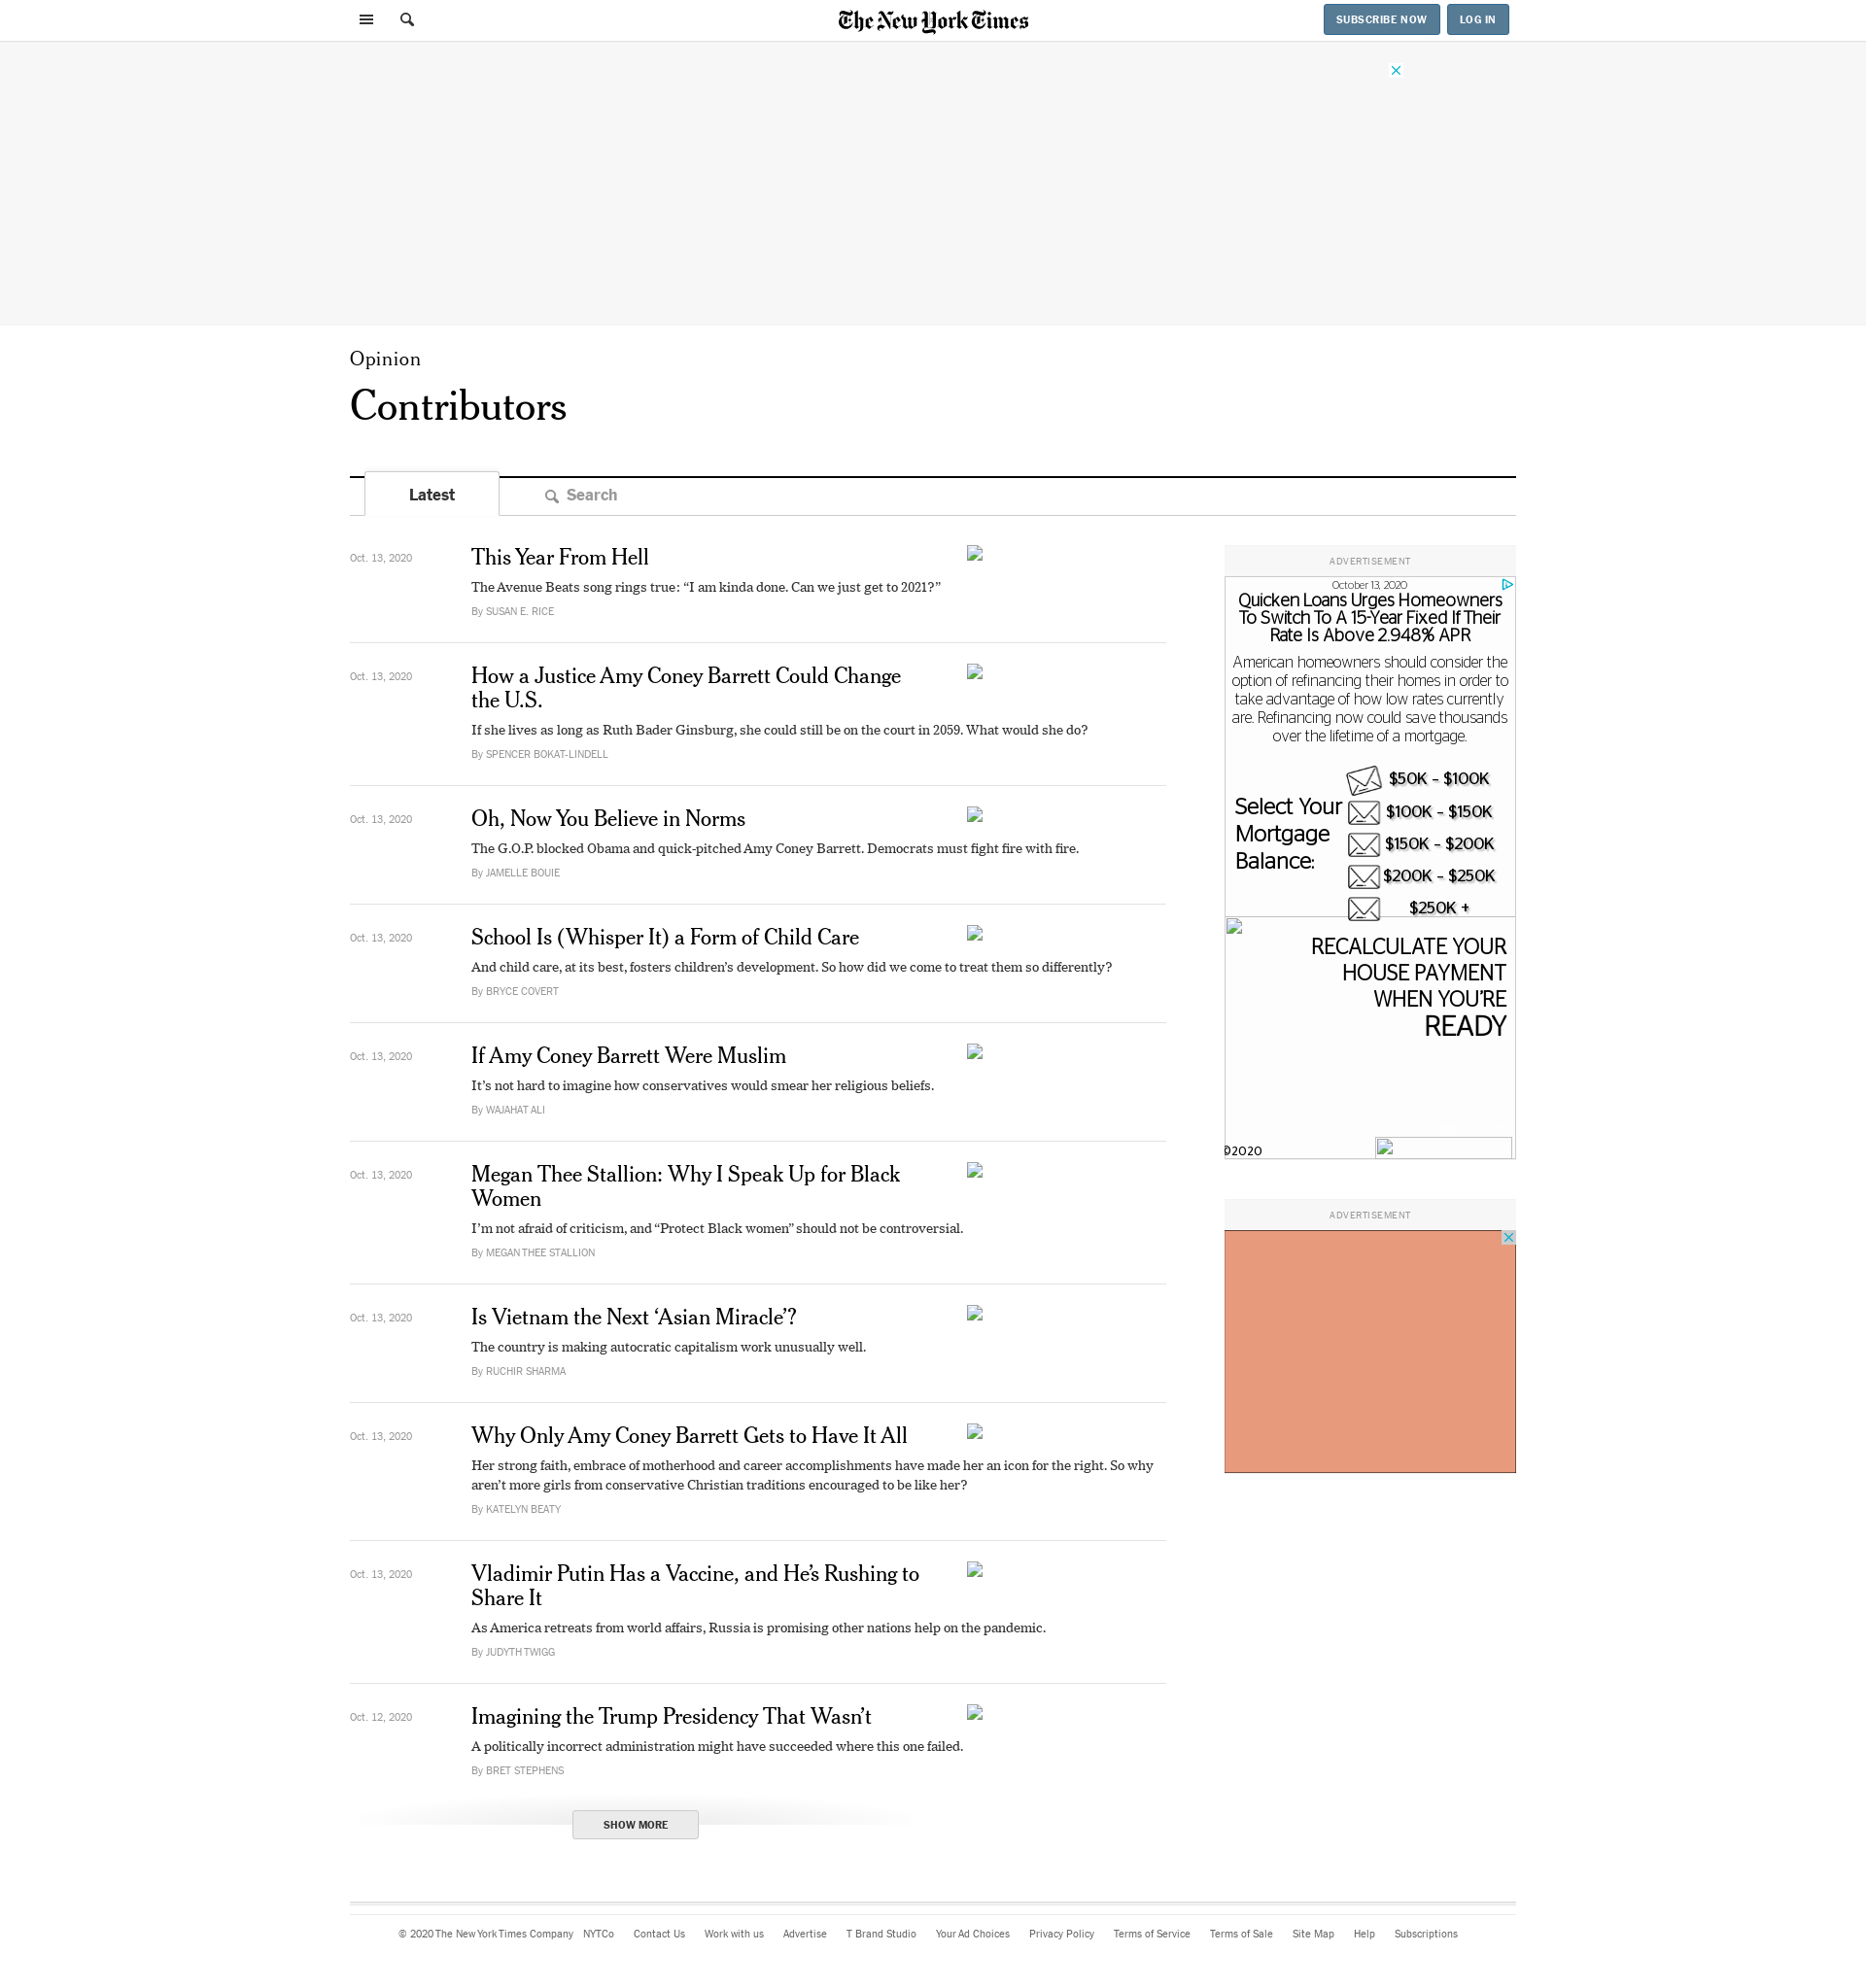 The New York Times
SUBSCRIBE NOW
LOG IN
Opinion
Contributors
Latest
Search
Oct. 13, 2020
This Year From Hell
The Avenue Beats song rings true: “I am kinda done. Can we just get to 2021?”
By SUSAN E. RICE
Oct. 13, 2020
How a Justice Amy Coney Barrett Could Change
the U.S.
If she lives as long as Ruth Bader Ginsburg, she could still be on the court in 2059. What would she do?
By SPENCER BOKAT-LINDELL
Oct. 13, 2020
Oh, Now You Believe in Norms
The G.O.P. blocked Obama and quick-pitched Amy Coney Barrett. Democrats must fight fire with fire.
By JAMELLE BOUIE
Oct. 13, 2020
School Is (Whisper It) a Form of Child Care
And child care, at its best, fosters children’s development. So how did we come to treat them so differently?
By BRYCE COVERT
Oct. 13, 2020
If Amy Coney Barrett Were Muslim
It’s not hard to imagine how conservatives would smear her religious beliefs.
By WAJAHAT ALI
Oct. 13, 2020
Megan Thee Stallion: Why I Speak Up for Black
Women
I’m not afraid of criticism, and “Protect Black women” should not be controversial.
By MEGAN THEE STALLION
Oct. 13, 2020
Is Vietnam the Next ‘Asian Miracle’?
The country is making autocratic capitalism work unusually well.
By RUCHIR SHARMA
Oct. 13, 2020
Why Only Amy Coney Barrett Gets to Have It All
Her strong faith, embrace of motherhood and career accomplishments have made her an icon for the right. So why
aren’t more girls from conservative Christian traditions encouraged to be like her?
By KATELYN BEATY
Oct. 13, 2020
Vladimir Putin Has a Vaccine, and He’s Rushing to
Share It
As America retreats from world affairs, Russia is promising other nations help on the pandemic.
By JUDYTH TWIGG
Oct. 12, 2020
Imagining the Trump Presidency That Wasn’t
A politically incorrect administration might have succeeded where this one failed.
By BRET STEPHENS
SHOW MORE
ADVERTISEMENT
October 13, 2020
Quicken Loans Urges Homeowners
To Switch To A 15-Year Fixed If Their
Rate Is Above 2.948% APR
American homeowners should consider the
option of refinancing their homes in order to
take advantage of how low rates currently
are. Refinancing now could save thousands
over the lifetime of a mortgage.
Select Your
Mortgage
Balance:
$50K - $100K
$100K - $150K
$150K - $200K
$200K - $250K
$250K +
RECALCULATE YOUR
HOUSE PAYMENT
WHEN YOU’RE
READY
©2020
ADVERTISEMENT
© 2020 The New York Times Company NYTCo Contact Us Work with us Advertise T Brand Studio Your Ad Choices Privacy Policy Terms of Service Terms of Sale Site Map Help Subscriptions